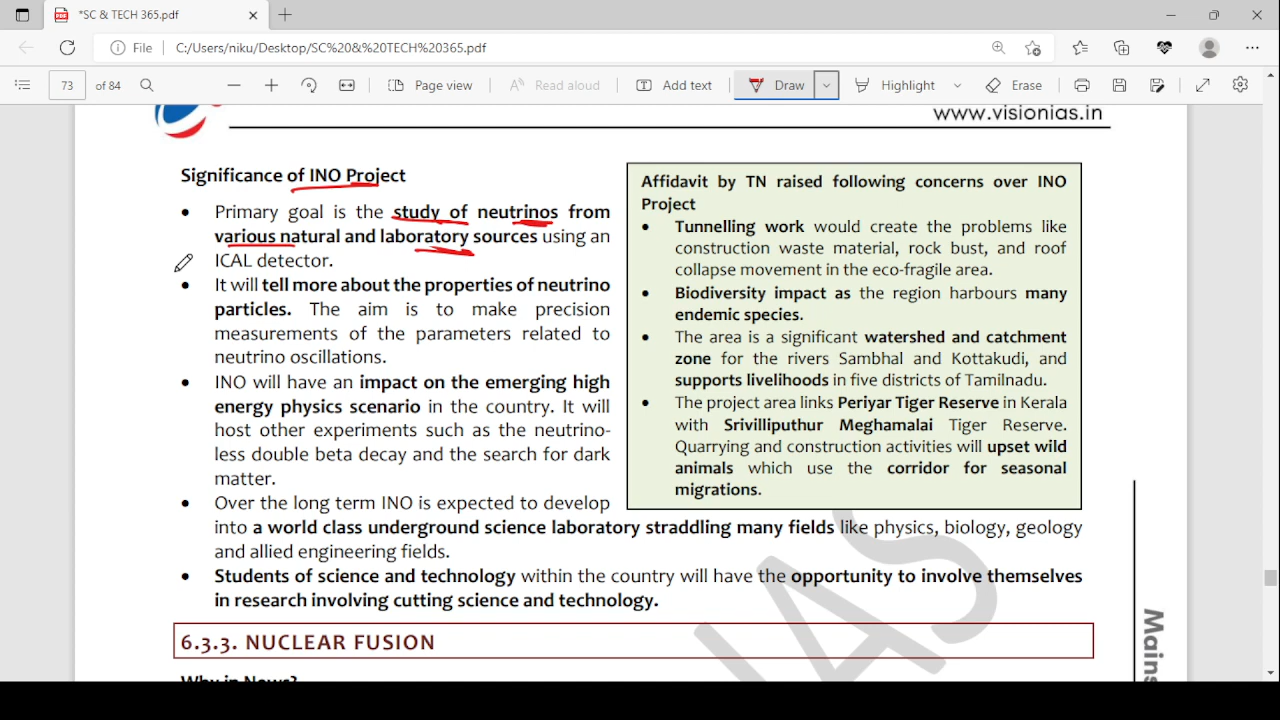 *SC & TECH 365.pdf
File
C:/Users/niku/Desktop/SC%20&%20TECH%20365.pdf
73 of 84
Page view
Read aloud
Add text
Draw
Highlight
Erase
www.visionias.in
Significance of INO Project
• Primary goal is the study of neutrinos from
various natural and laboratory sources using an
ICAL detector.
• It will tell more about the properties of neutrino
particles. The aim is to make precision
measurements of the parameters related to
neutrino oscillations.
• INO will have an impact on the emerging high
energy physics scenario in the country. It will
host other experiments such as the neutrino-
less double beta decay and the search for dark
matter.
• Over the long term INO is expected to develop
into a world class underground science laboratory straddling many fields like physics, biology, geology
and allied engineering fields.
• Students of science and technology within the country will have the opportunity to involve themselves
in research involving cutting science and technology.
Affidavit by TN raised following concerns over INO
Project
• Tunnelling work would create the problems like
construction waste material, rock bust, and roof
collapse movement in the eco-fragile area.
• Biodiversity impact as the region harbours many
endemic species.
• The area is a significant watershed and catchment
zone for the rivers Sambhal and Kottakudi, and
supports livelihoods in five districts of Tamilnadu.
• The project area links Periyar Tiger Reserve in Kerala
with Srivilliputhur Meghamalai Tiger Reserve.
Quarrying and construction activities will upset wild
animals which use the corridor for seasonal
migrations.
6.3.3. NUCLEAR FUSION
Why in News?
IAS
Mains